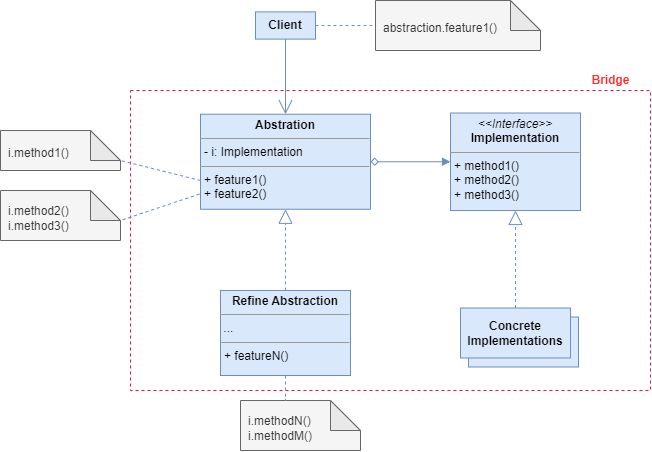 Client
abstraction.feature1()
Bridge
Abstration
- i: Implementation
+ feature1()
+ feature2()
<<Interface>>
Implementation
+ method1()
+ method2()
+ method3()
i.method1()
i.method2()
i.method3()
Refine Abstraction
...
+ featureN()
Concrete
Implementations
i.methodN()
i.methodM()